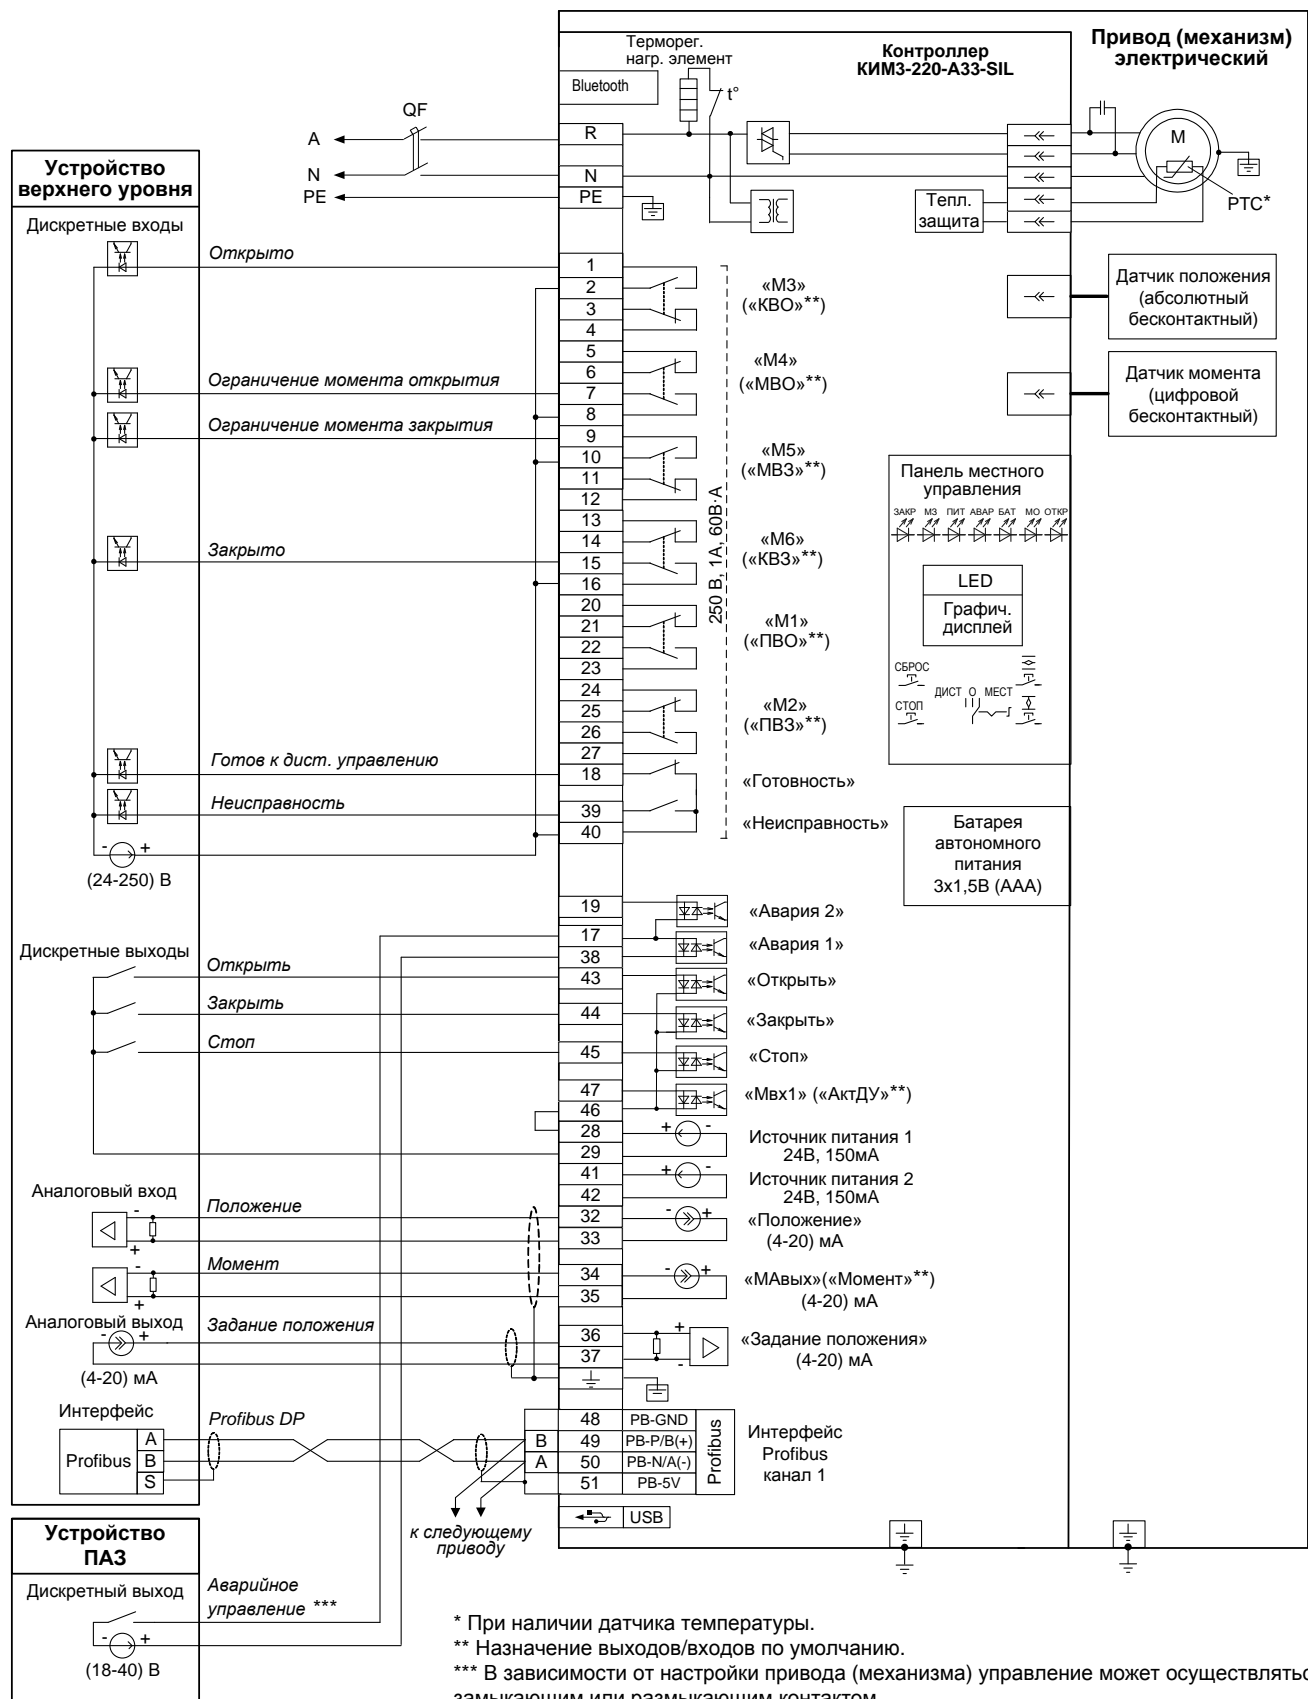 Привод (механизм)
электрический
Контроллер
КИМ3-220-А33-SIL
Терморег.
нагр. элемент
Bluetooth
t°
QF
A
N
PE
R
N
PE
M
PTC*
Тепл.
защита
Устройство
верхнего уровня
Дискретные входы
Открыто
1
2
3
4
«М3»
(«КВО»**)
Датчик положения
(абсолютный
бесконтактный)
Ограничение момента открытия
5
6
7
8
«М4»
(«МВО»**)
Датчик момента
(цифровой
бесконтактный)
Ограничение момента закрытия
9
10
11
12
«М5»
(«МВЗ»**)
250 В, 1А, 60В·А
Панель местного
управления
ЗАКР МЗ ПИТ АВАР БАТ МО ОТКР
LED
Графич.
дисплей
СБРОС
СТОП
ДИСТ О МЕСТ
Закрыто
13
14
15
16
«М6»
(«КВЗ»**)
20
21
22
23
«М1»
(«ПВО»**)
24
25
26
27
«М2»
(«ПВЗ»**)
Готов к дист. управлению
18
«Готовность»
Неисправность
39
40
«Неисправность»
- +
(24-250) В
Батарея
автономного
питания
3х1,5В (ААА)
19
«Авария 2»
17
38
«Авария 1»
Дискретные выходы
Открыть
43
«Открыть»
Закрыть
44
«Закрыть»
Стоп
45
«Стоп»
47
46
«Мвх1» («АктДУ»**)
28
29
+ -
Источник питания 1
24В, 150мА
41
42
+ -
Источник питания 2
24В, 150мА
Аналоговый вход
-
+
Положение
32
33
- +
«Положение»
(4-20) мА
-
+
Момент
34
35
- +
«МАвых»(«Момент»**)
(4-20) мА
Аналоговый выход
- +
(4-20) мА
Задание положения
36
37
+
-
«Задание положения»
(4-20) мА
Интерфейс
Profibus
A
B
S
Profibus DP
B
A
48 PB-GND
49 PB-P/B(+)
50 PB-N/A(-)
51 PB-5V
Profibus
Интерфейс
Profibus
канал 1
USB
к следующему
приводу
Устройство
ПАЗ
Дискретный выход
- +
(18-40) В
Аварийное
управление ***
* При наличии датчика температуры.
** Назначение выходов/входов по умолчанию.
*** В зависимости от настройки привода (механизма) управление может осуществлятьс
замыкающим или размыкающим контактом